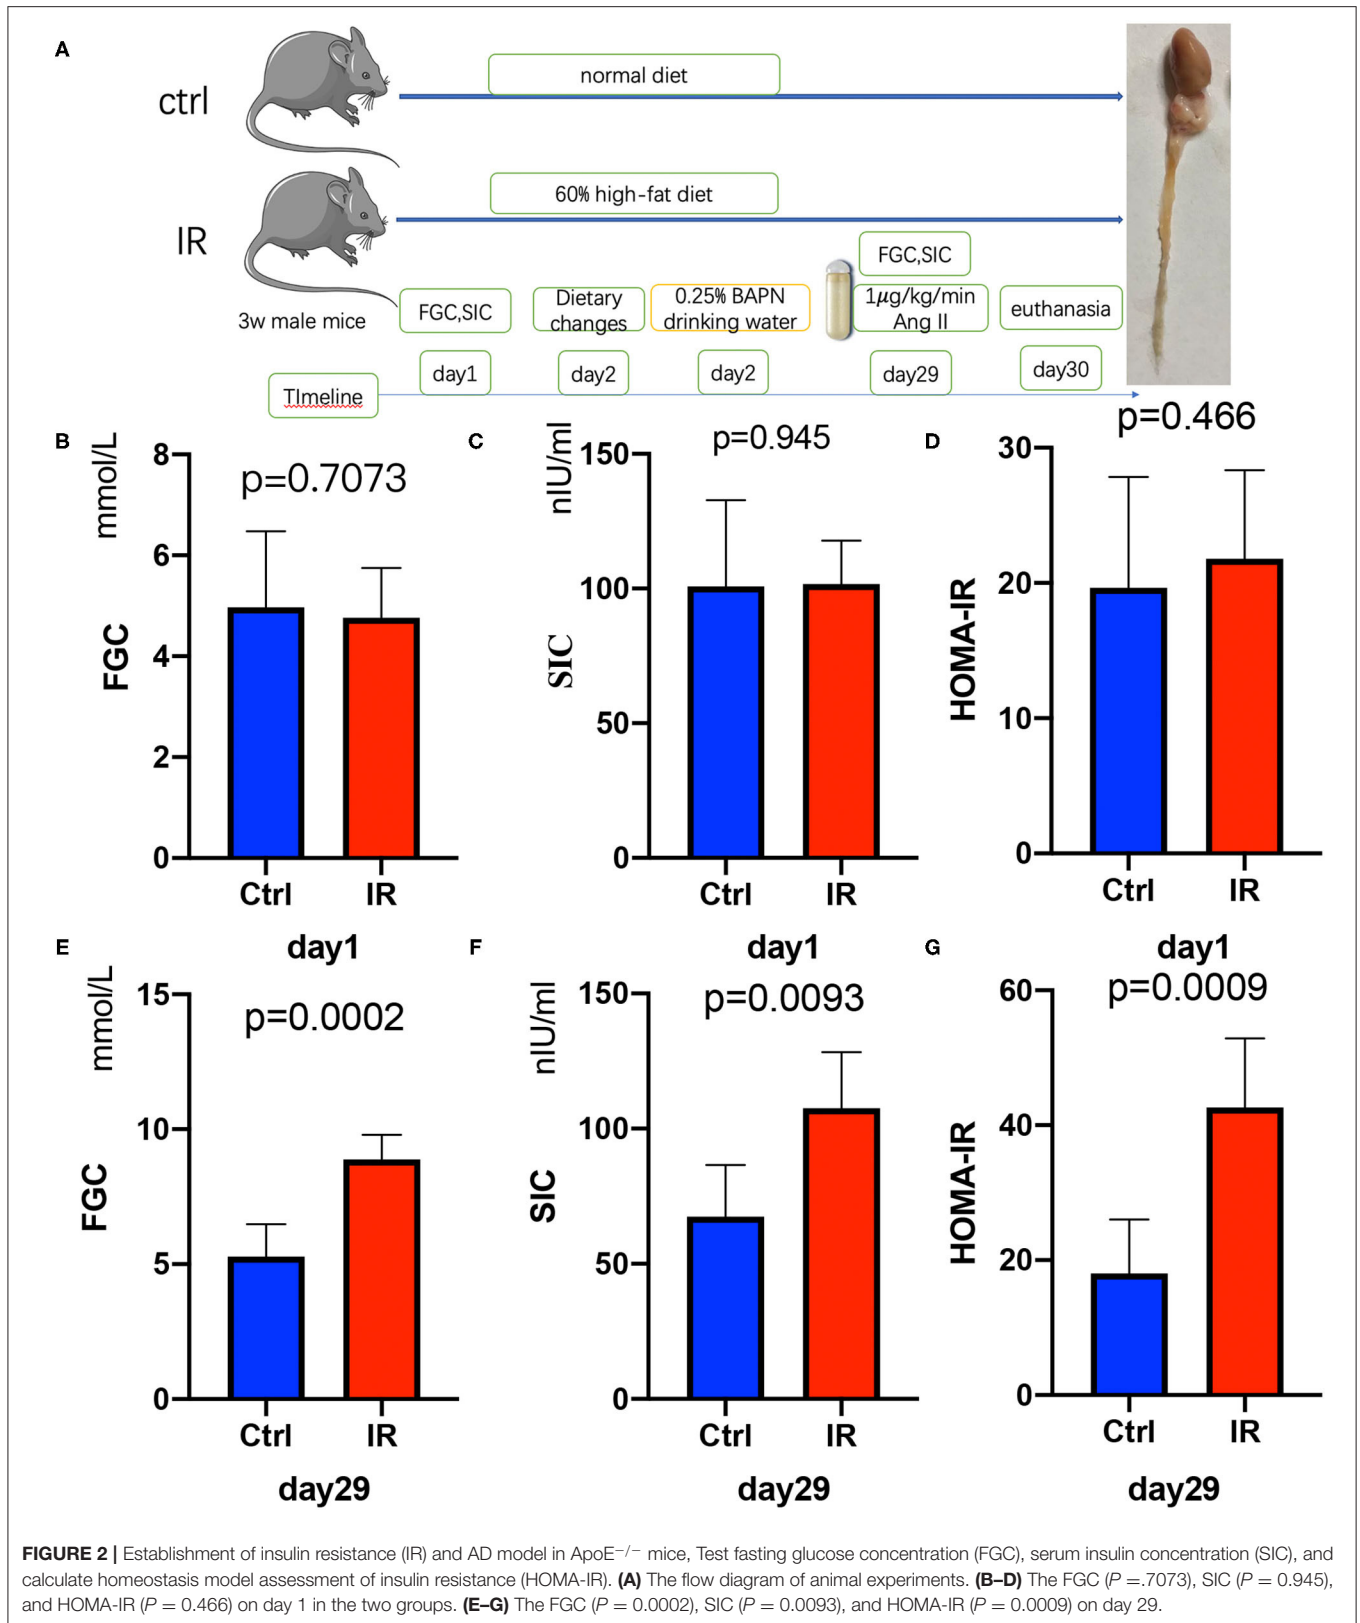 A
ctrl
normal diet
IR
60% high-fat diet
3w male mice
FGC,SIC
Dietary
changes
0.25% BAPN
drinking water
FGC,SIC
1μg/kg/min
Ang II
euthanasia
TImeline
day1
day2
day2
day29
day30
B
mmol/L
FGC
p=0.7073
8
6
4
2
0
Ctrl
IR
day1
C
nIU/ml
SIC
p=0.945
150
100
50
0
Ctrl
IR
day1
D
HOMA-IR
p=0.466
30
20
10
0
Ctrl
IR
day1
E
mmol/L
FGC
p=0.0002
15
10
5
0
Ctrl
IR
day29
F
nIU/ml
SIC
p=0.0093
150
100
50
0
Ctrl
IR
day29
G
HOMA-IR
p=0.0009
60
40
20
0
Ctrl
IR
day29
FIGURE 2 | Establishment of insulin resistance (IR) and AD model in ApoE−/− mice, Test fasting glucose concentration (FGC), serum insulin concentration (SIC), and
calculate homeostasis model assessment of insulin resistance (HOMA-IR). (A) The flow diagram of animal experiments. (B–D) The FGC (P =.7073), SIC (P = 0.945),
and HOMA-IR (P = 0.466) on day 1 in the two groups. (E–G) The FGC (P = 0.0002), SIC (P = 0.0093), and HOMA-IR (P = 0.0009) on day 29.